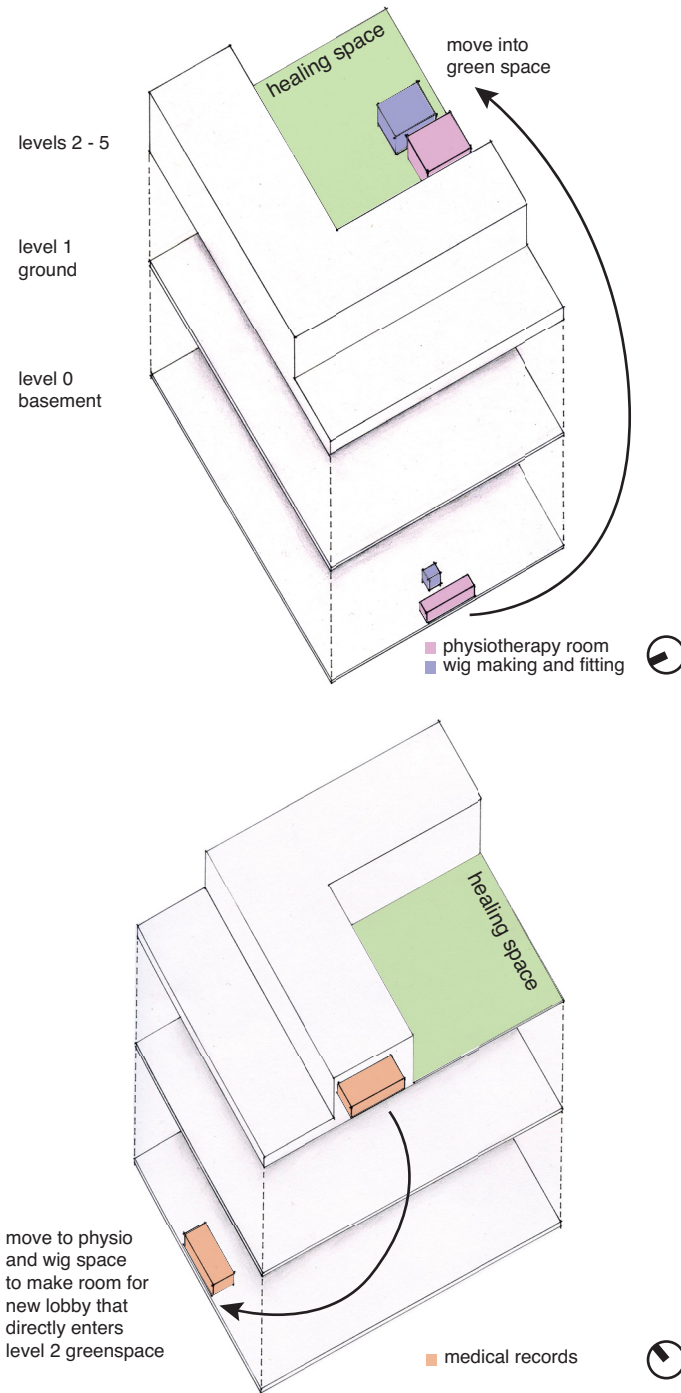 healing space
move into
green space
levels 2 - 5
level 1
ground
level 0
basement
physiotherapy room
wig making and fitting
healing space
move to physio
and wig space
to make room for
new lobby that
directly enters
level 2 greenspace
medical records